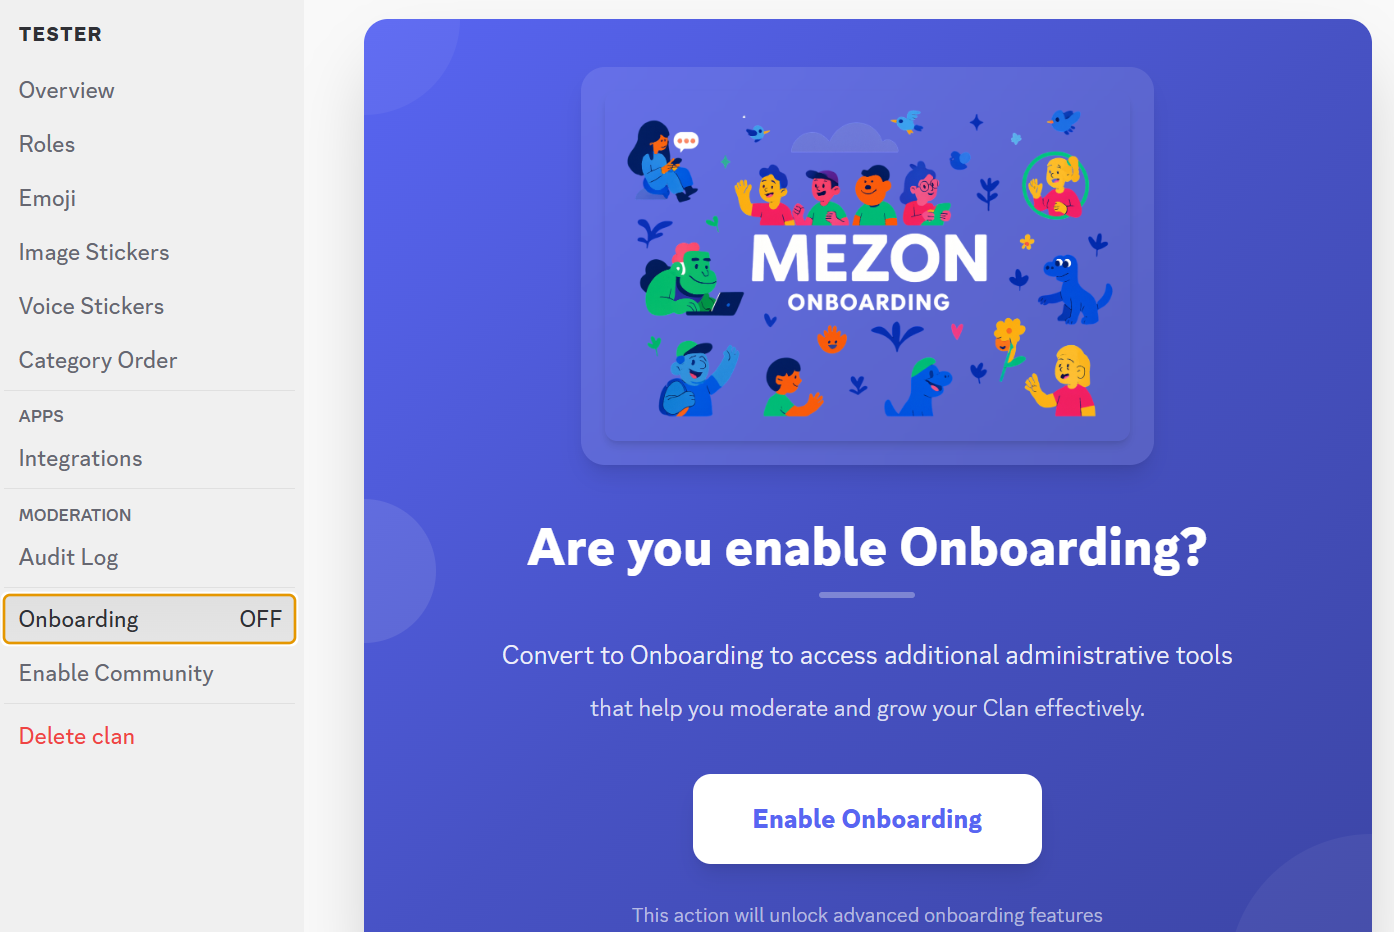 TESTER
Overview
Roles
Emoji
Image Stickers
Voice Stickers
Category Order
APPS
Integrations
MODERATION
Audit Log
Onboarding OFF
Enable Community
Delete clan
MEZON
ONBOARDING
Are you enable Onboarding?
Convert to Onboarding to access additional administrative tools
that help you moderate and grow your Clan effectively.
Enable Onboarding
This action will unlock advanced onboarding features